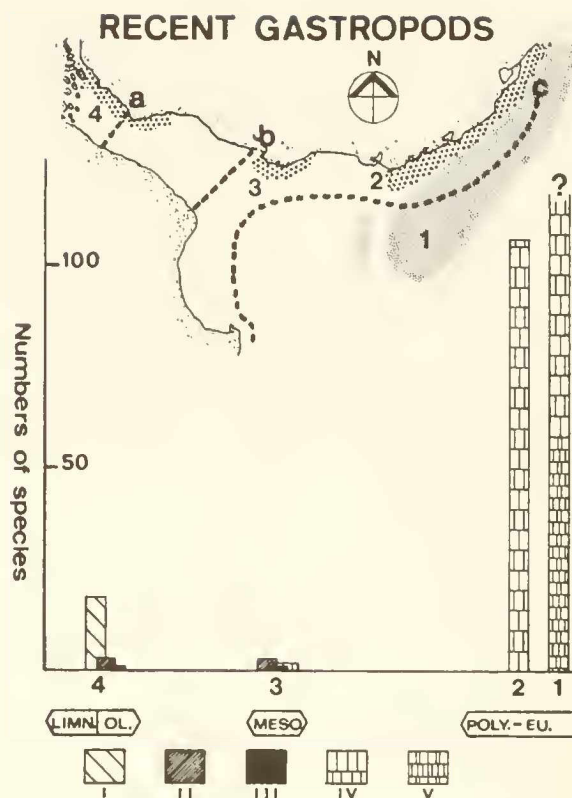 RECENT GASTROPODS
N
4 a
b
c
3
2
1
?
100
50
Numbers of species
4 3 2 1
LIMN. OL. MESO POLY.-EU.
I II III IV V